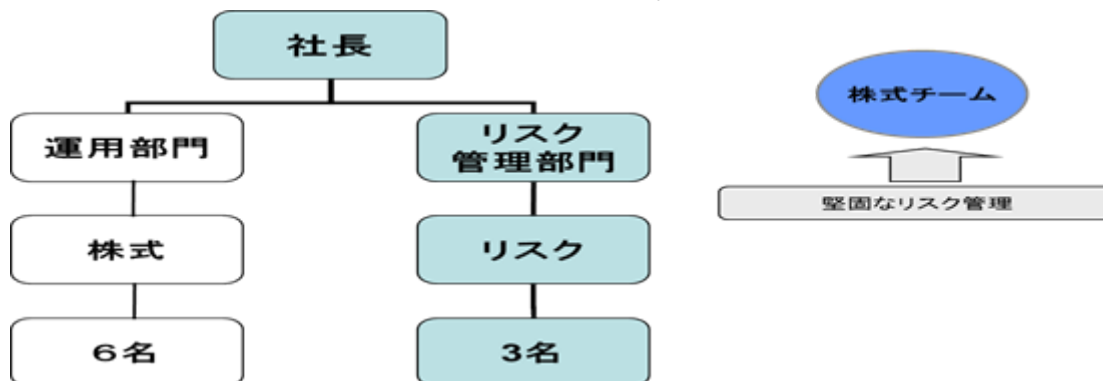 社長
運用部門
リスク
管理部門
株式
リスク
６名
3名
株式チーム
堅固なリスク管理